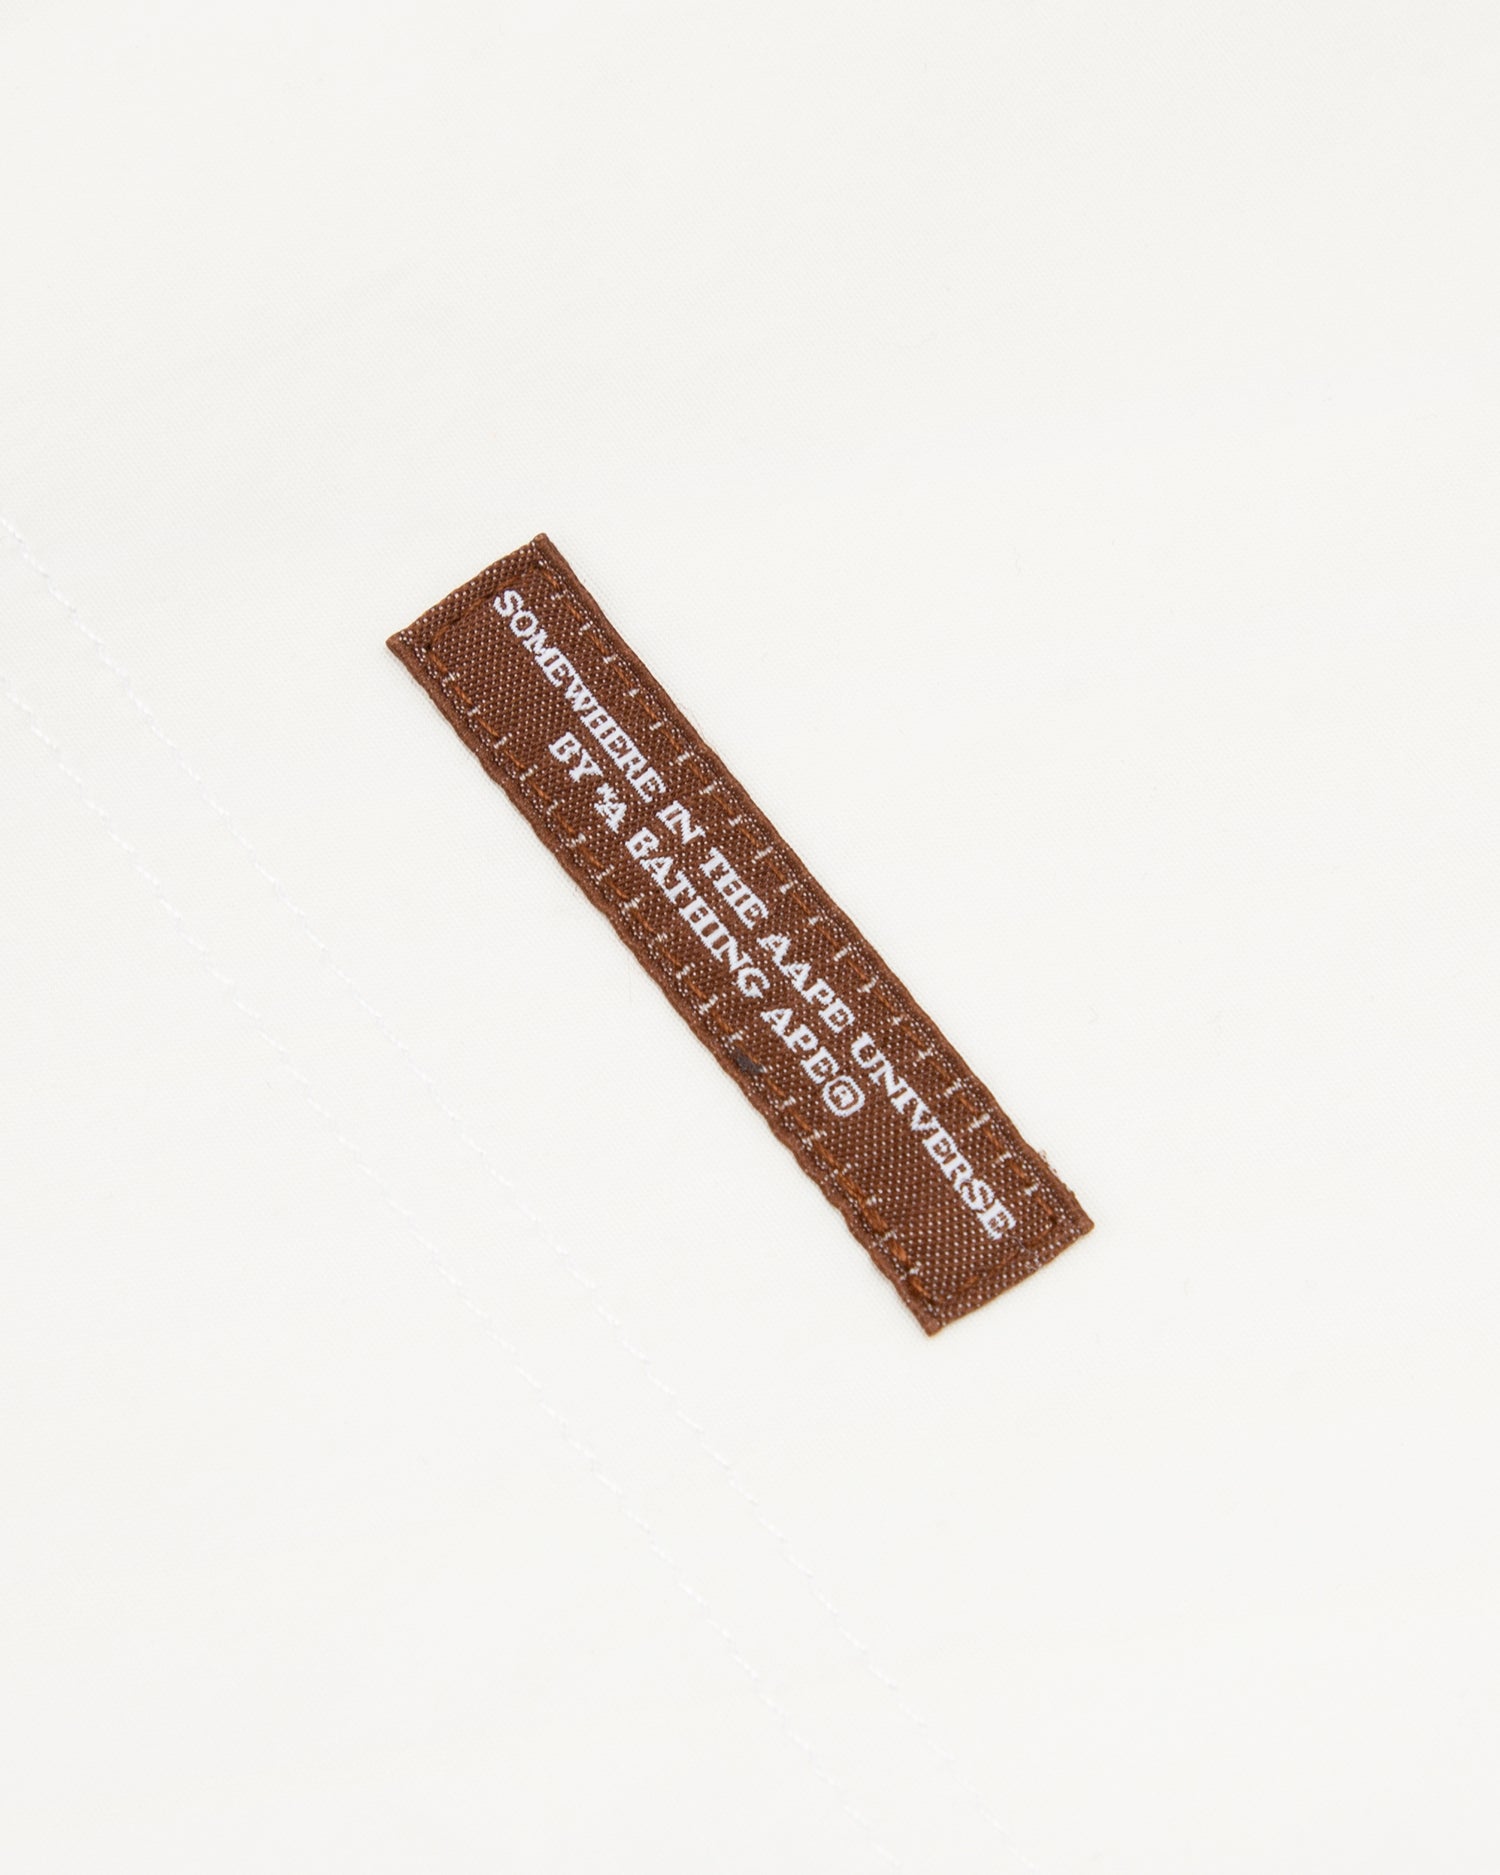 SOMEWHERE IN THE AAPE UNIVERSE
BY *A BATHING APE®